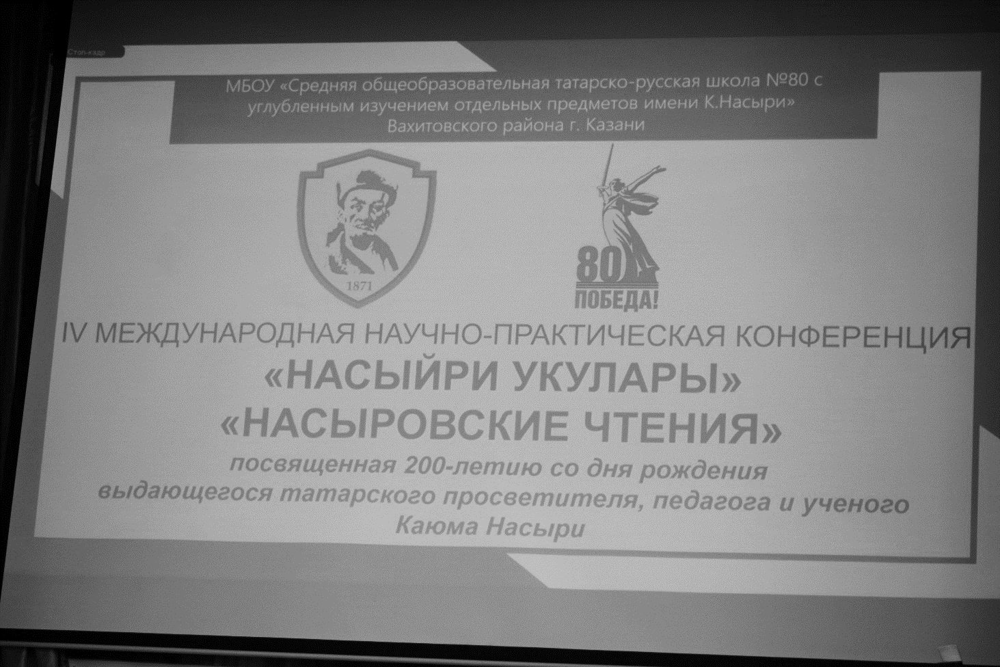 Стоп-кадр
МБОУ «Средняя общеобразовательная татарско-русская школа №80 с
углубленным изучением отдельных предметов имени К.Насыри»
Вахитовского района г. Казани
1871
80
ПОБЕДА!
IV МЕЖДУНАРОДНАЯ НАУЧНО-ПРАКТИЧЕСКАЯ КОНФЕРЕНЦИЯ
«НАСЫЙРИ УКУЛАРЫ»
«НАСЫРОВСКИЕ ЧТЕНИЯ»
посвященная 200-летию со дня рождения
выдающегося татарского просветителя, педагога и ученого
Каюма Насыри